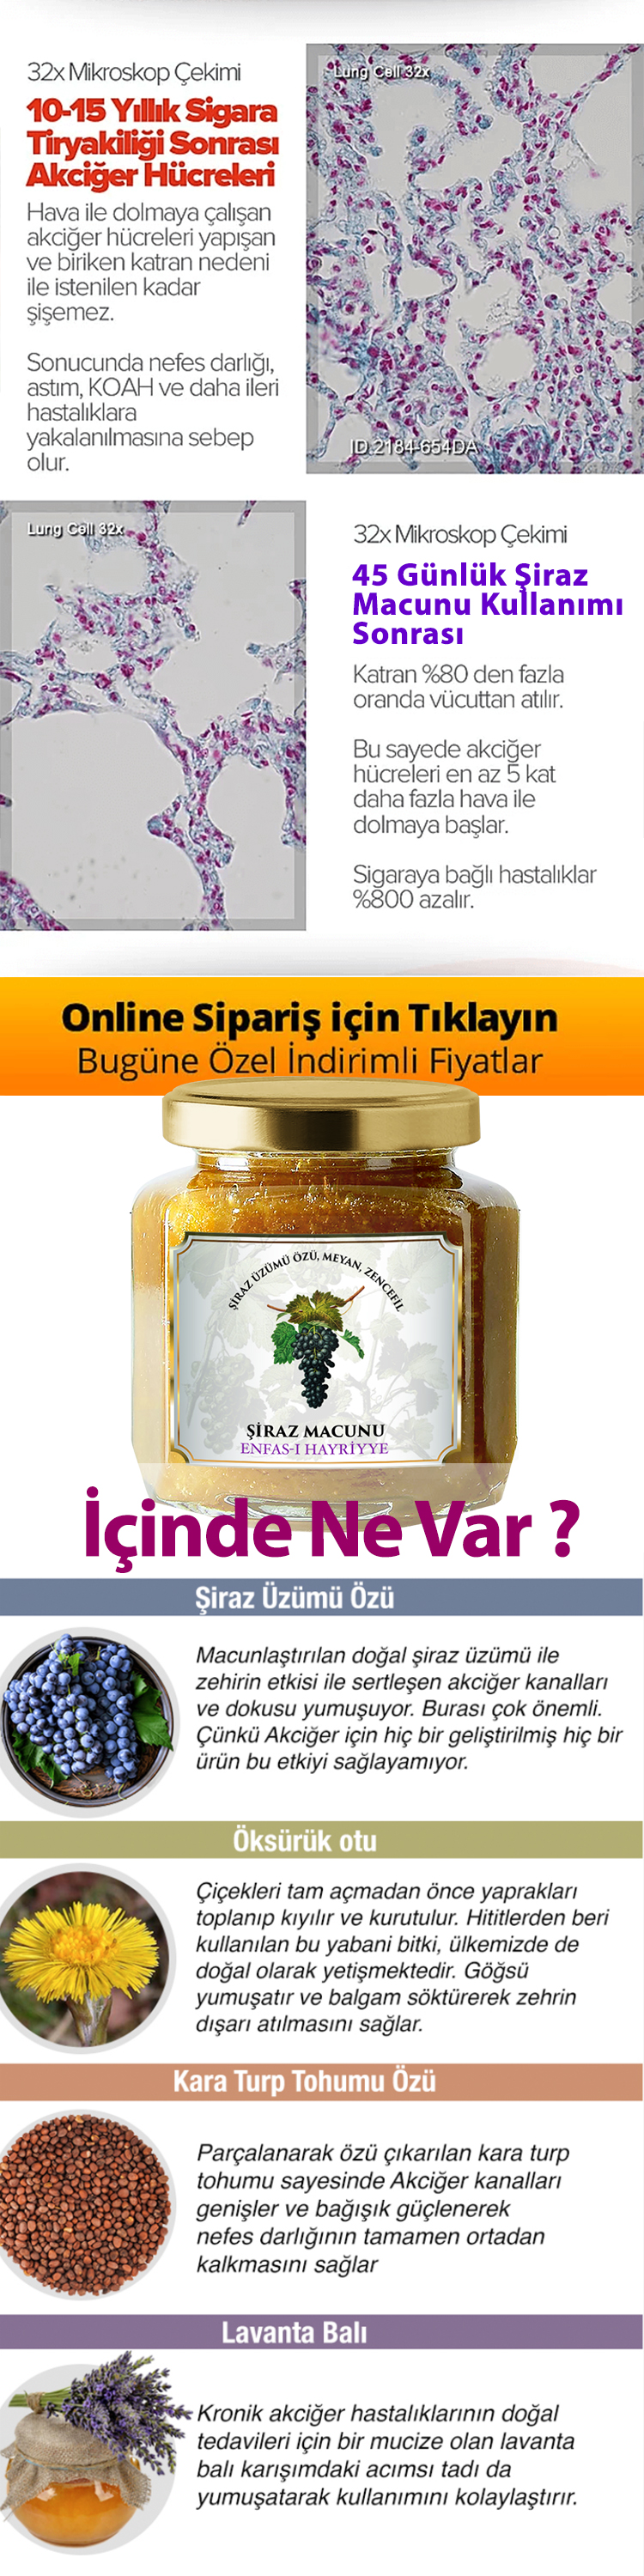 32x Mikroskop Çekimi
10-15 Yıllık Sigara
Tiryakiliği Sonrası
Akciğer Hücreleri
Hava ile dolmaya çalışan
akciğer hücreleri yapışan
ve biriken katran nedeni
ile istenilen kadar
şişemez.
Sonucunda nefes darlığı,
astım, KOAH ve daha ileri
hastalıklara
yakalanılmasına sebep
olur.
Lung Cell 32x
ID.2184-654DA
Lung Cell 32x
32x Mikroskop Çekimi
45 Günlük Şiraz
Macunu Kullanımı
Sonrası
Katran %80 den fazla
oranda vücuttan atılır.
Bu sayede akciğer
hücreleri en az 5 kat
daha fazla hava ile
dolmaya başlar.
Sigaraya bağlı hastalıklar
%800 azalır.
Online Sipariş için Tıklayın
Bugüne Özel İndirimli Fiyatlar
ŞİRAZ ÜZÜMÜ ÖZÜ, MEYAN, ZENCEFİL
ŞİRAZ MACUNU
ENFAS-I HAYRİYYE
İçinde Ne Var ?
Şiraz Üzümü Özü
Macunlaştırılan doğal şiraz üzümü ile
zehirin etkisi ile sertleşen akciğer kanalları
ve dokusu yumuşuyor. Burası çok önemli.
Çünkü Akciğer için hiç bir geliştirilmiş hiç bir
ürün bu etkiyi sağlayamıyor.
Öksürük otu
Çiçekleri tam açmadan önce yaprakları
toplanıp kıyılır ve kurutulur. Hititlerden beri
kullanılan bu yabani bitki, ülkemizde de
doğal olarak yetişmektedir. Göğsü
yumuşatır ve balgam söktürerek zehrin
dışarı atılmasını sağlar.
Kara Turp Tohumu Özü
Parçalanarak özü çıkarılan kara turp
tohumu sayesinde Akciğer kanalları
genişler ve bağışık güçlenerek
nefes darlığının tamamen ortadan
kalkmasını sağlar
Lavanta Balı
Kronik akciğer hastalıklarının doğal
tedavileri için bir mucize olan lavanta
balı karışımdaki acımsı tadı da
yumuşatarak kullanımını kolaylaştırır.